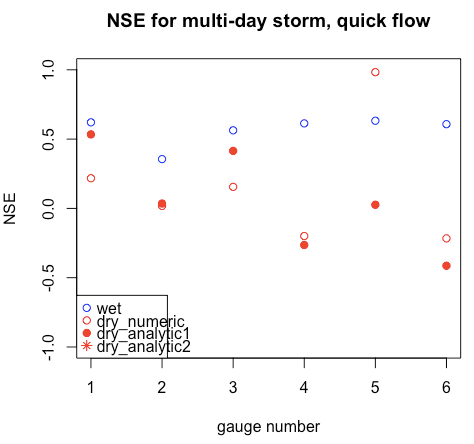 NSE for multi-day storm, quick flow
1.0
0.5
0.0
-0.5
-1.0
NSE
wet
dry_numeric
dry_analytic1
dry_analytic2
1 2 3 4 5 6
gauge number